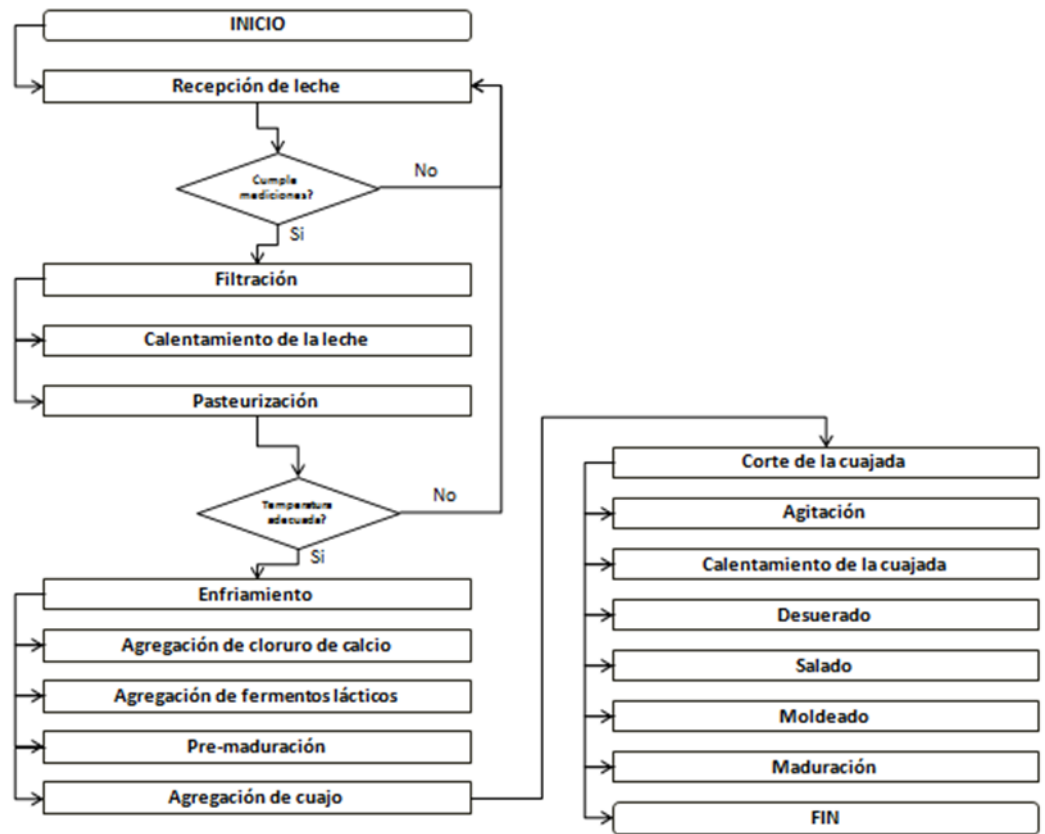 INICIO
Recepción de leche
Cumple
mediciones?
No
Si
Filtración
Calentamiento de la leche
Pasteurización
Temperatura
adecuada?
No
Si
Enfriamiento
Agregación de cloruro de calcio
Agregación de fermentos lácticos
Pre-maduración
Agregación de cuajo
Corte de la cuajada
Agitación
Calentamiento de la cuajada
Desuerado
Salado
Moldeado
Maduración
FIN